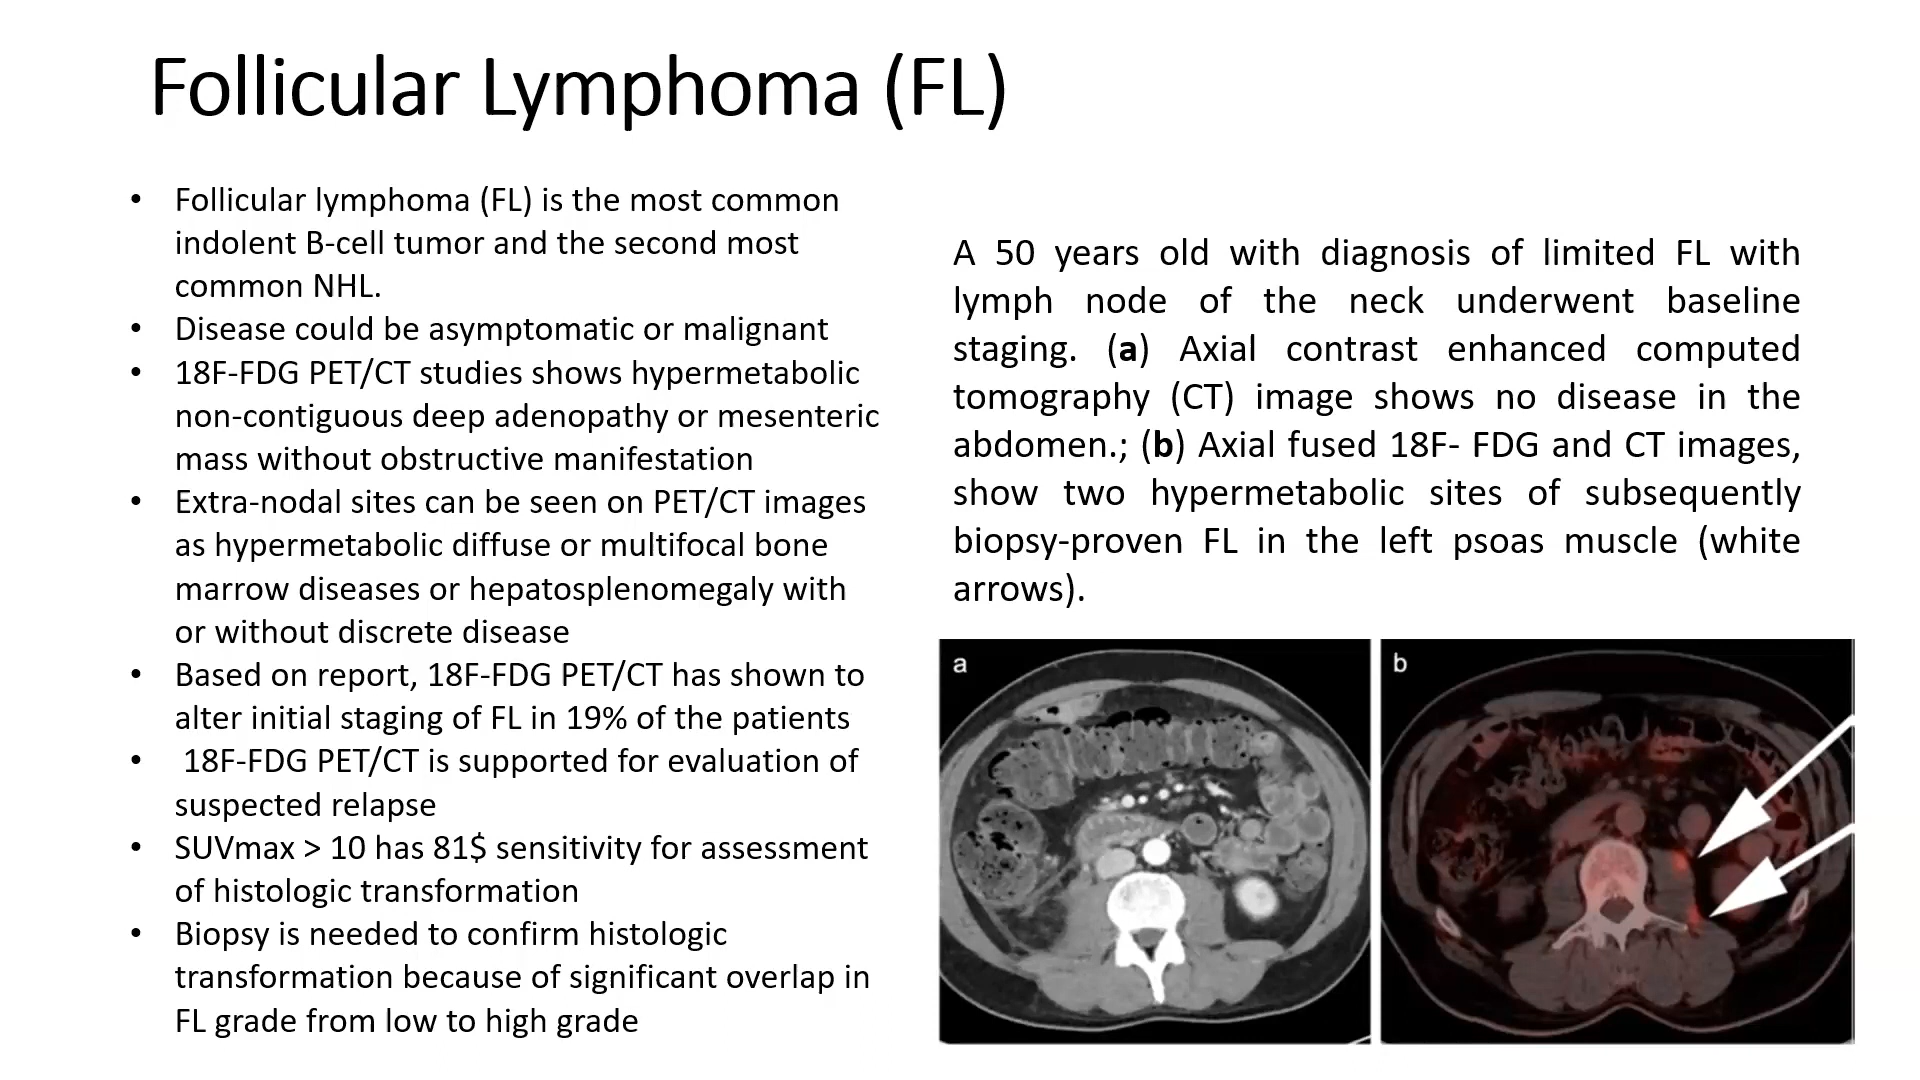 Follicular Lymphoma (FL)
• Follicular lymphoma (FL) is the most common
indolent B-cell tumor and the second most
common NHL.
• Disease could be asymptomatic or malignant
• 18F-FDG PET/CT studies shows hypermetabolic
non-contiguous deep adenopathy or mesenteric
mass without obstructive manifestation
• Extra-nodal sites can be seen on PET/CT images
as hypermetabolic diffuse or multifocal bone
marrow diseases or hepatosplenomegaly with
or without discrete disease
• Based on report, 18F-FDG PET/CT has shown to
alter initial staging of FL in 19% of the patients
• 18F-FDG PET/CT is supported for evaluation of
suspected relapse
• SUVmax > 10 has 81$ sensitivity for assessment
of histologic transformation
• Biopsy is needed to confirm histologic
transformation because of significant overlap in
FL grade from low to high grade
A 50 years old with diagnosis of limited FL with
lymph node of the neck underwent baseline
staging. (a) Axial contrast enhanced computed
tomography (CT) image shows no disease in the
abdomen.; (b) Axial fused 18F- FDG and CT images,
show two hypermetabolic sites of subsequently
biopsy-proven FL in the left psoas muscle (white
arrows).
a
b